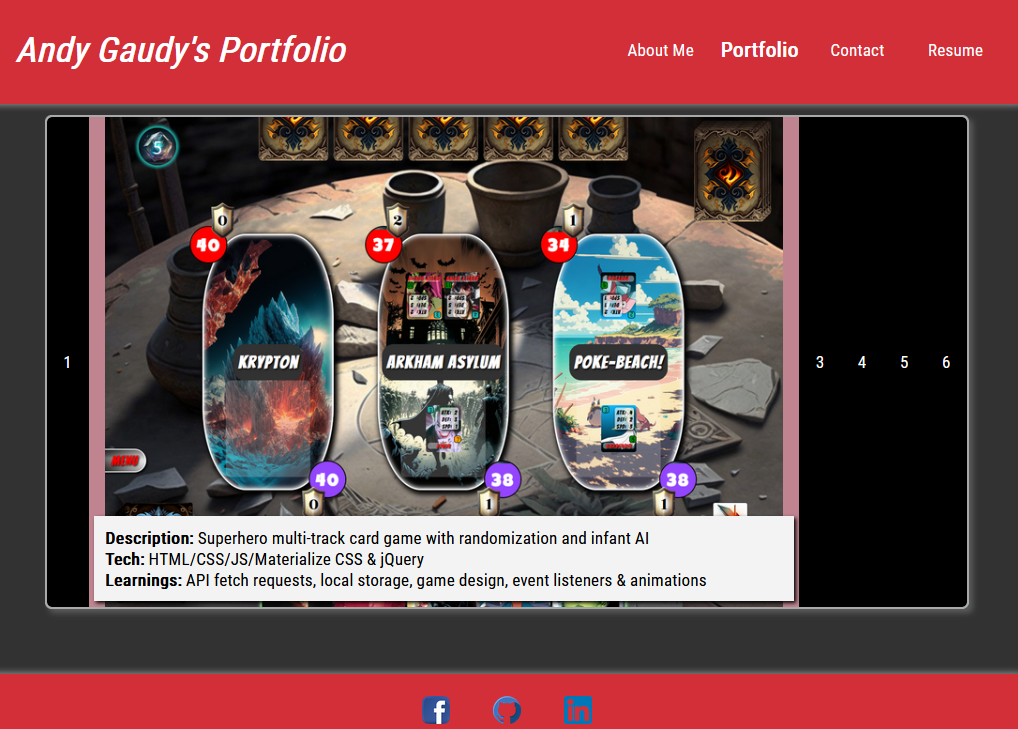 Andy Gaudy's Portfolio
About Me Portfolio Contact Resume
5
0 2 1
40 37 34
1 KRYPTON ARKHAM ASYLUM POKE-BEACH! 3 4 5 6
MENU
40 38 38
0 1 1
Description: Superhero multi-track card game with randomization and infant AI
Tech: HTML/CSS/JS/Materialize CSS & jQuery
Learnings: API fetch requests, local storage, game design, event listeners & animations
f in